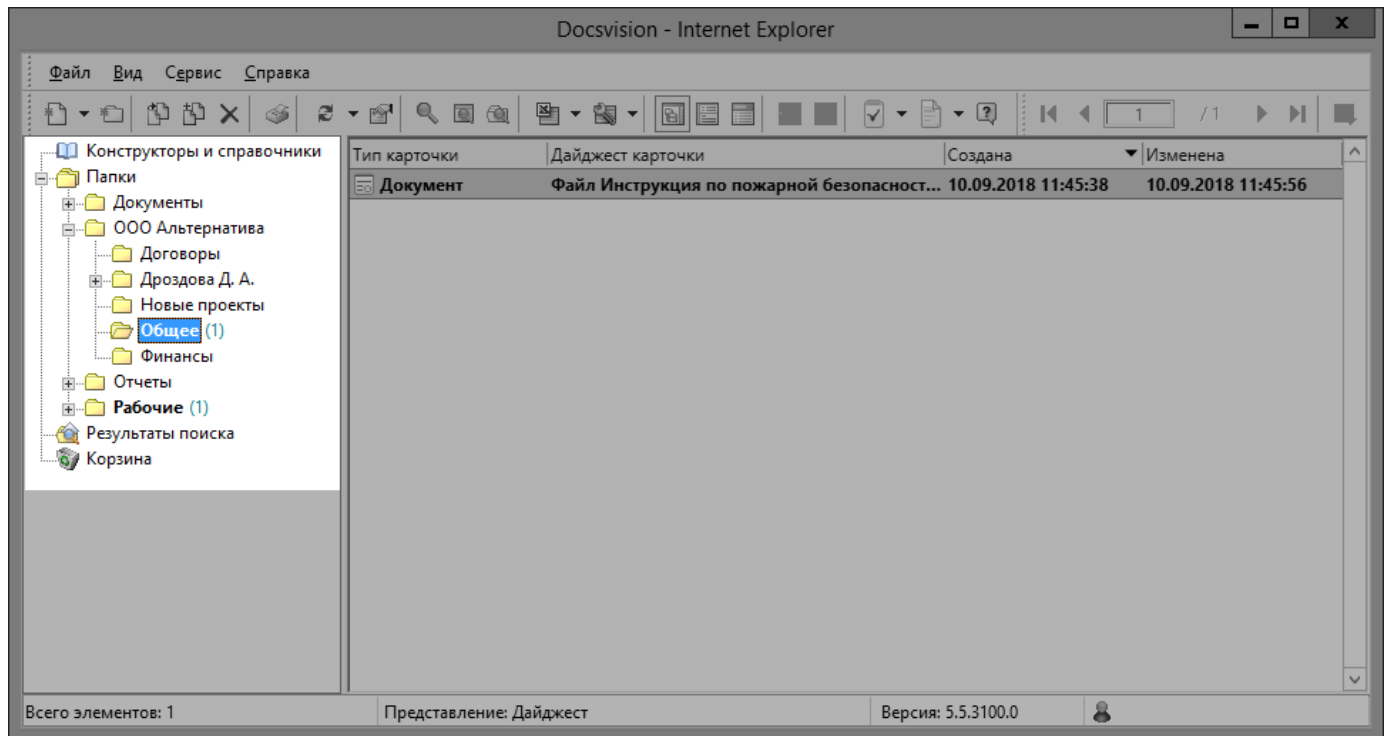 Docsvision - Internet Explorer
Файл Вид Сервис Справка
1 / 1
Конструкторы и справочники
Папки
Документы
ООО Альтернатива
Договоры
Дроздова Д. А.
Новые проекты
Общее (1)
Финансы
Отчеты
Рабочие (1)
Результаты поиска
Корзина
Тип карточки Дайджест карточки Создана Изменена
Документ Файл Инструкция по пожарной безопасност... 10.09.2018 11:45:38 10.09.2018 11:45:56
Всего элементов: 1 Представление: Дайджест Версия: 5.5.3100.0